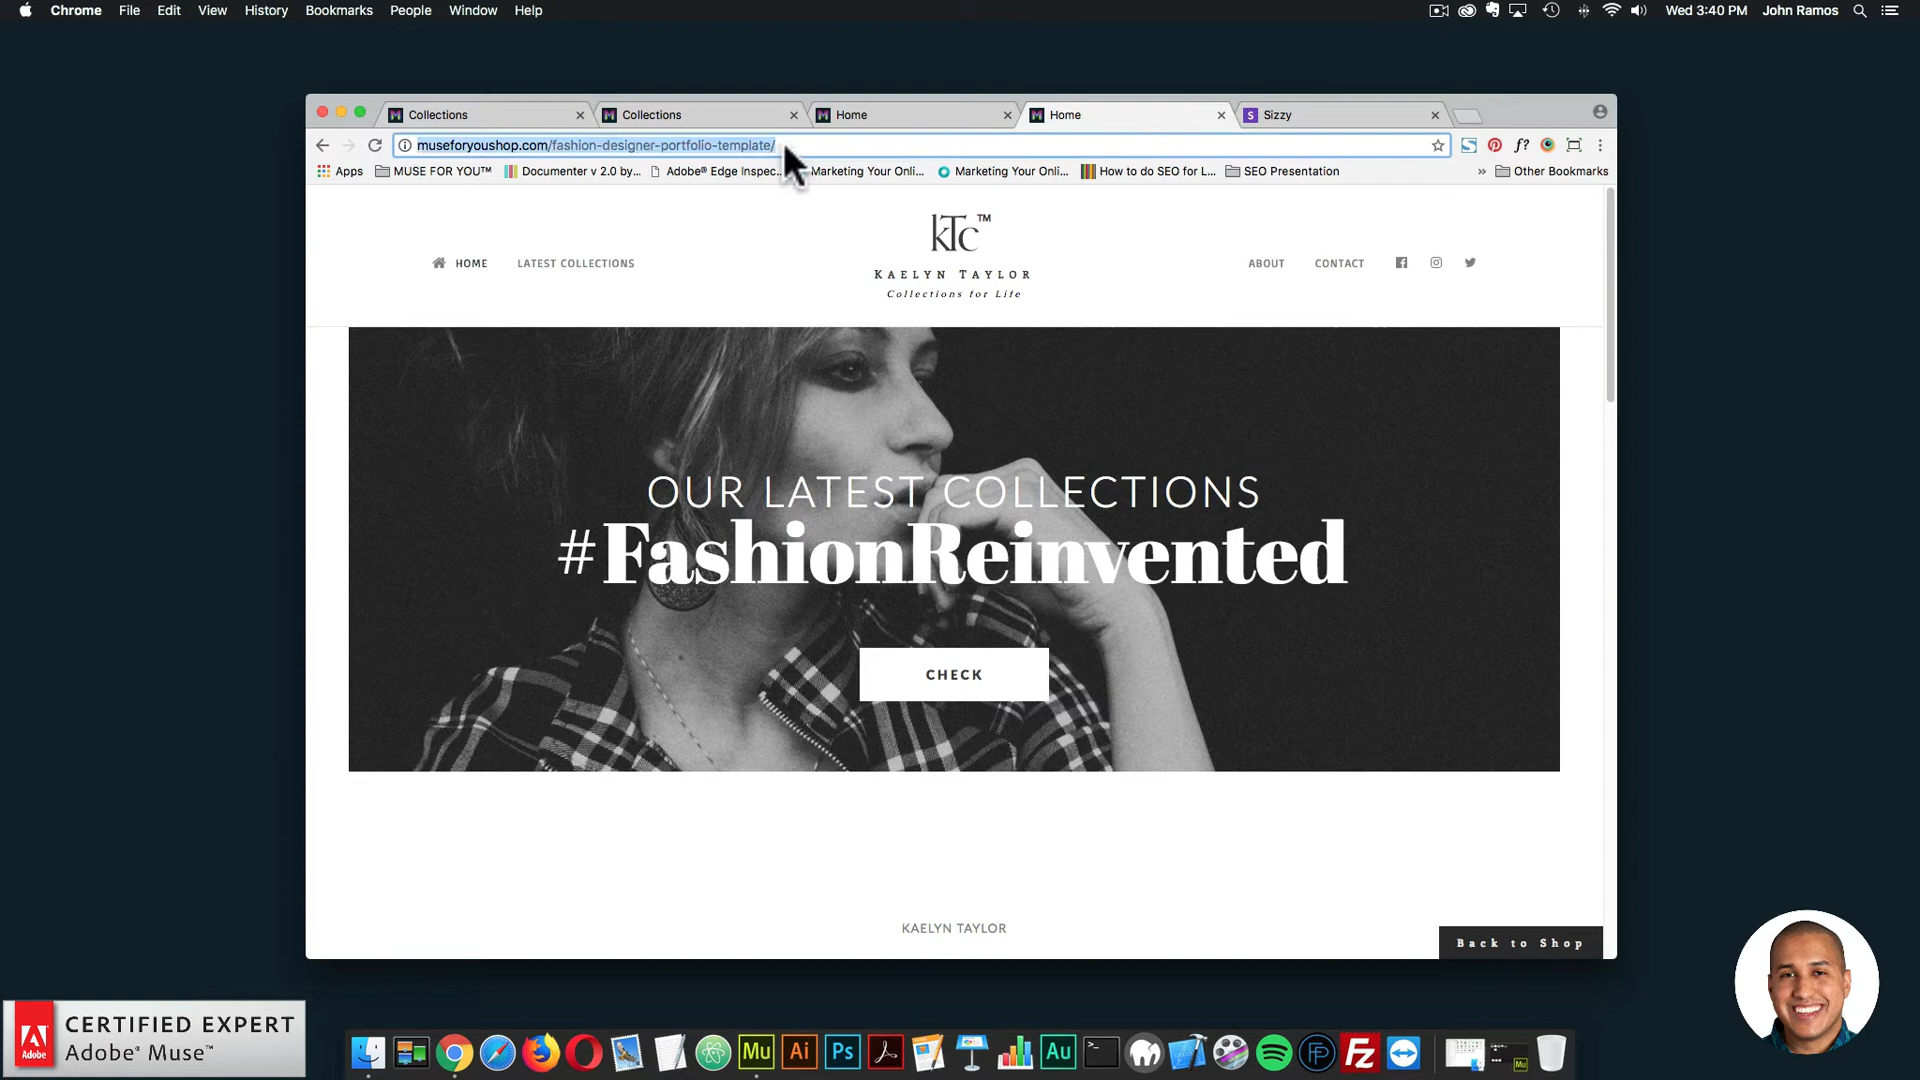 Chrome File Edit View History Bookmarks People Window Help
Wed 3:40 PM John Ramos
Collections
Collections
Home
Home
S Sizzy
museforyoushop.com/fashion-designer-portfolio-template/
f?
Apps MUSE FOR YOU™ Documenter v 2.0 by... Adobe® Edge Inspec... Marketing Your Onli... Marketing Your Onli... How to do SEO for L... SEO Presentation » Other Bookmarks
kTc™
KAELYN TAYLOR
Collections for Life
HOME LATEST COLLECTIONS
ABOUT CONTACT
OUR LATEST COLLECTIONS
#FashionReinvented
CHECK
KAELYN TAYLOR
Back to Shop
Adobe
CERTIFIED EXPERT
Adobe® Muse™
Mu Ai Ps Au FP Fz Mu